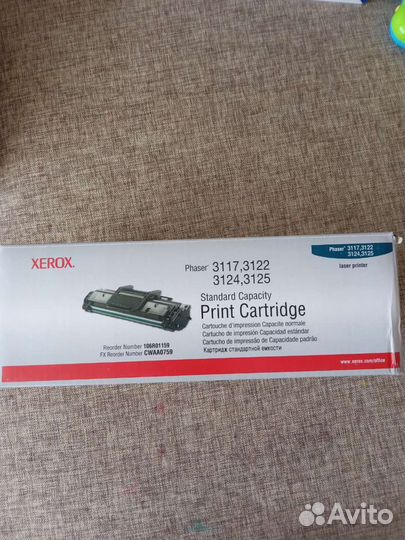 XEROX.
Phaser® 3117,3122
3124,3125
Standard Capacity
Print Cartridge
Cartouche d'impression Capacité normale
Cartucho de impresión Capacidad estándar
Cartucho de impressão Capacidade padrão
Картридж стандартной емкости
Reorder Number 106R01159
FX Reorder Number CWAA0759
Phaser® 3117,3122
3124,3125
laser printer
www.xerox.com/office
Avito